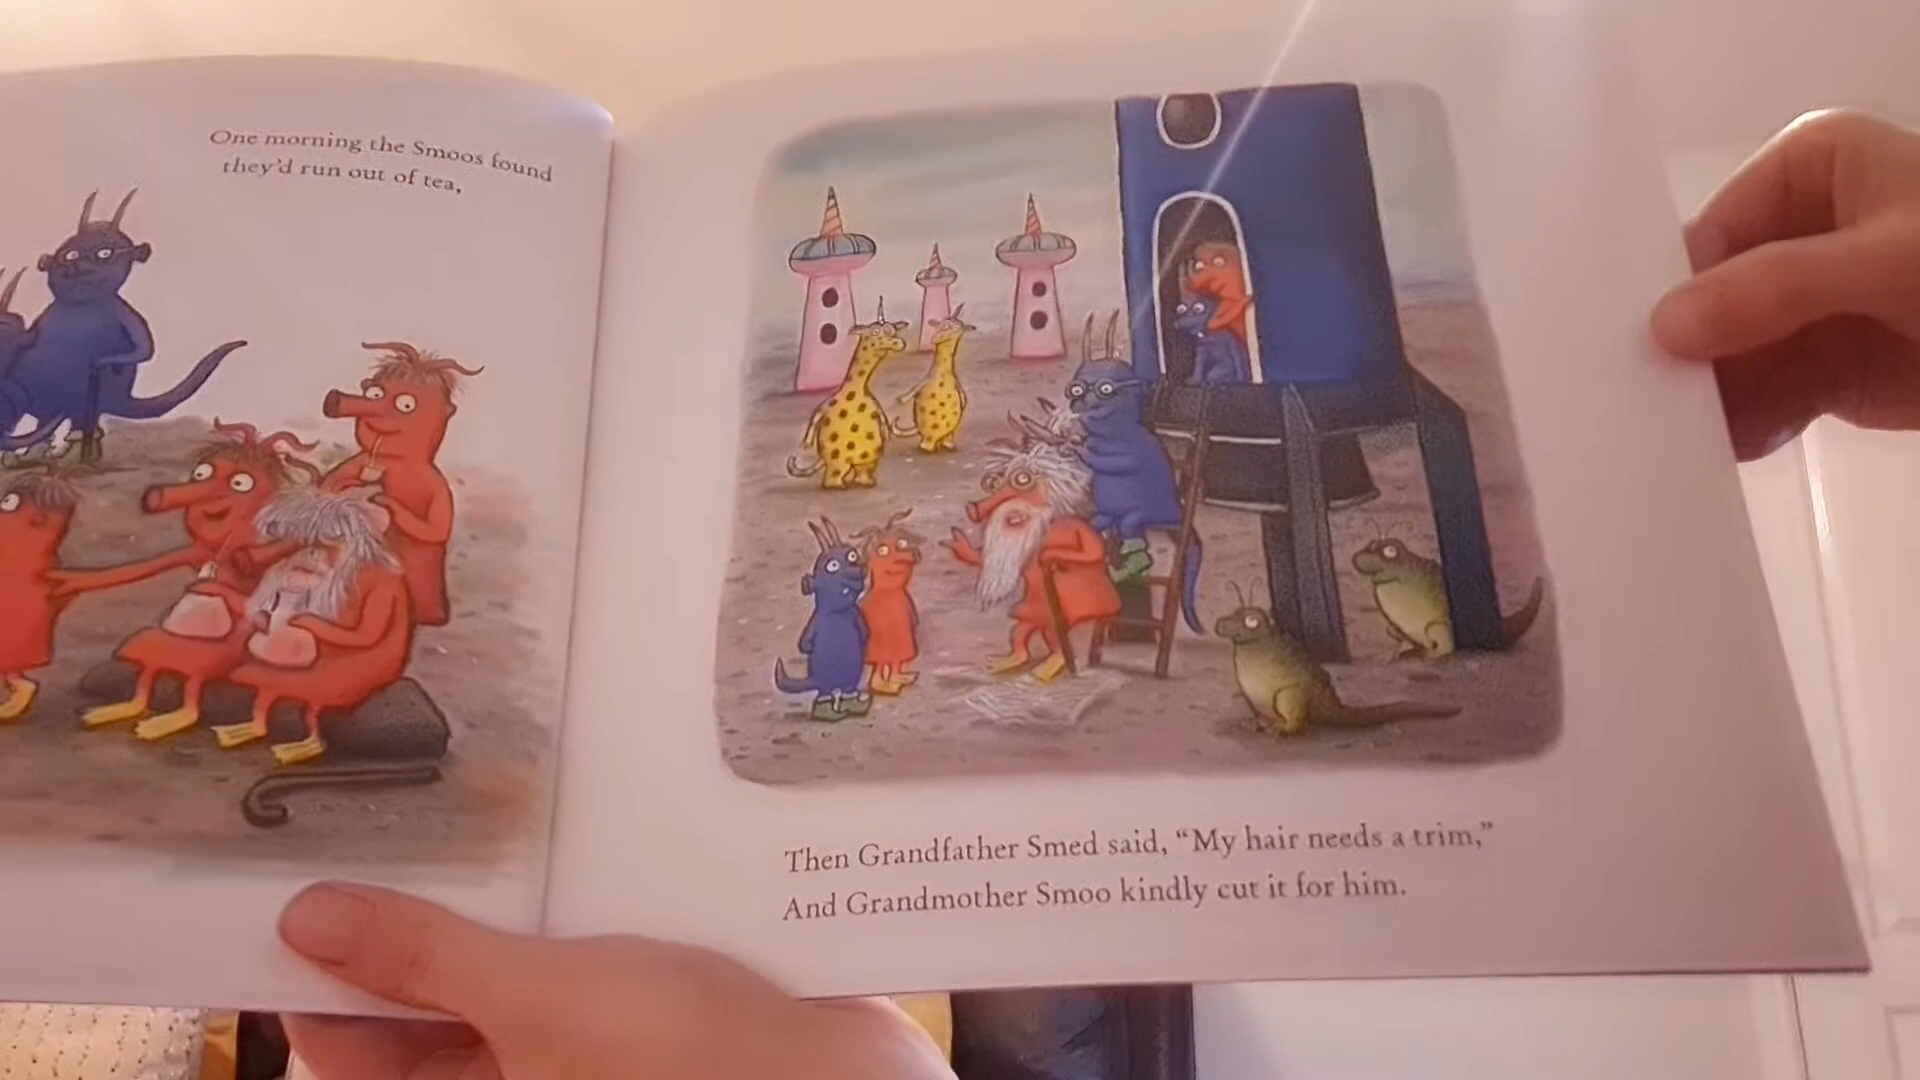 One morning the Smoos found
they'd run out of tea,
Then Grandfather Smed said, “My hair needs a trim,”
And Grandmother Smoo kindly cut it for him.